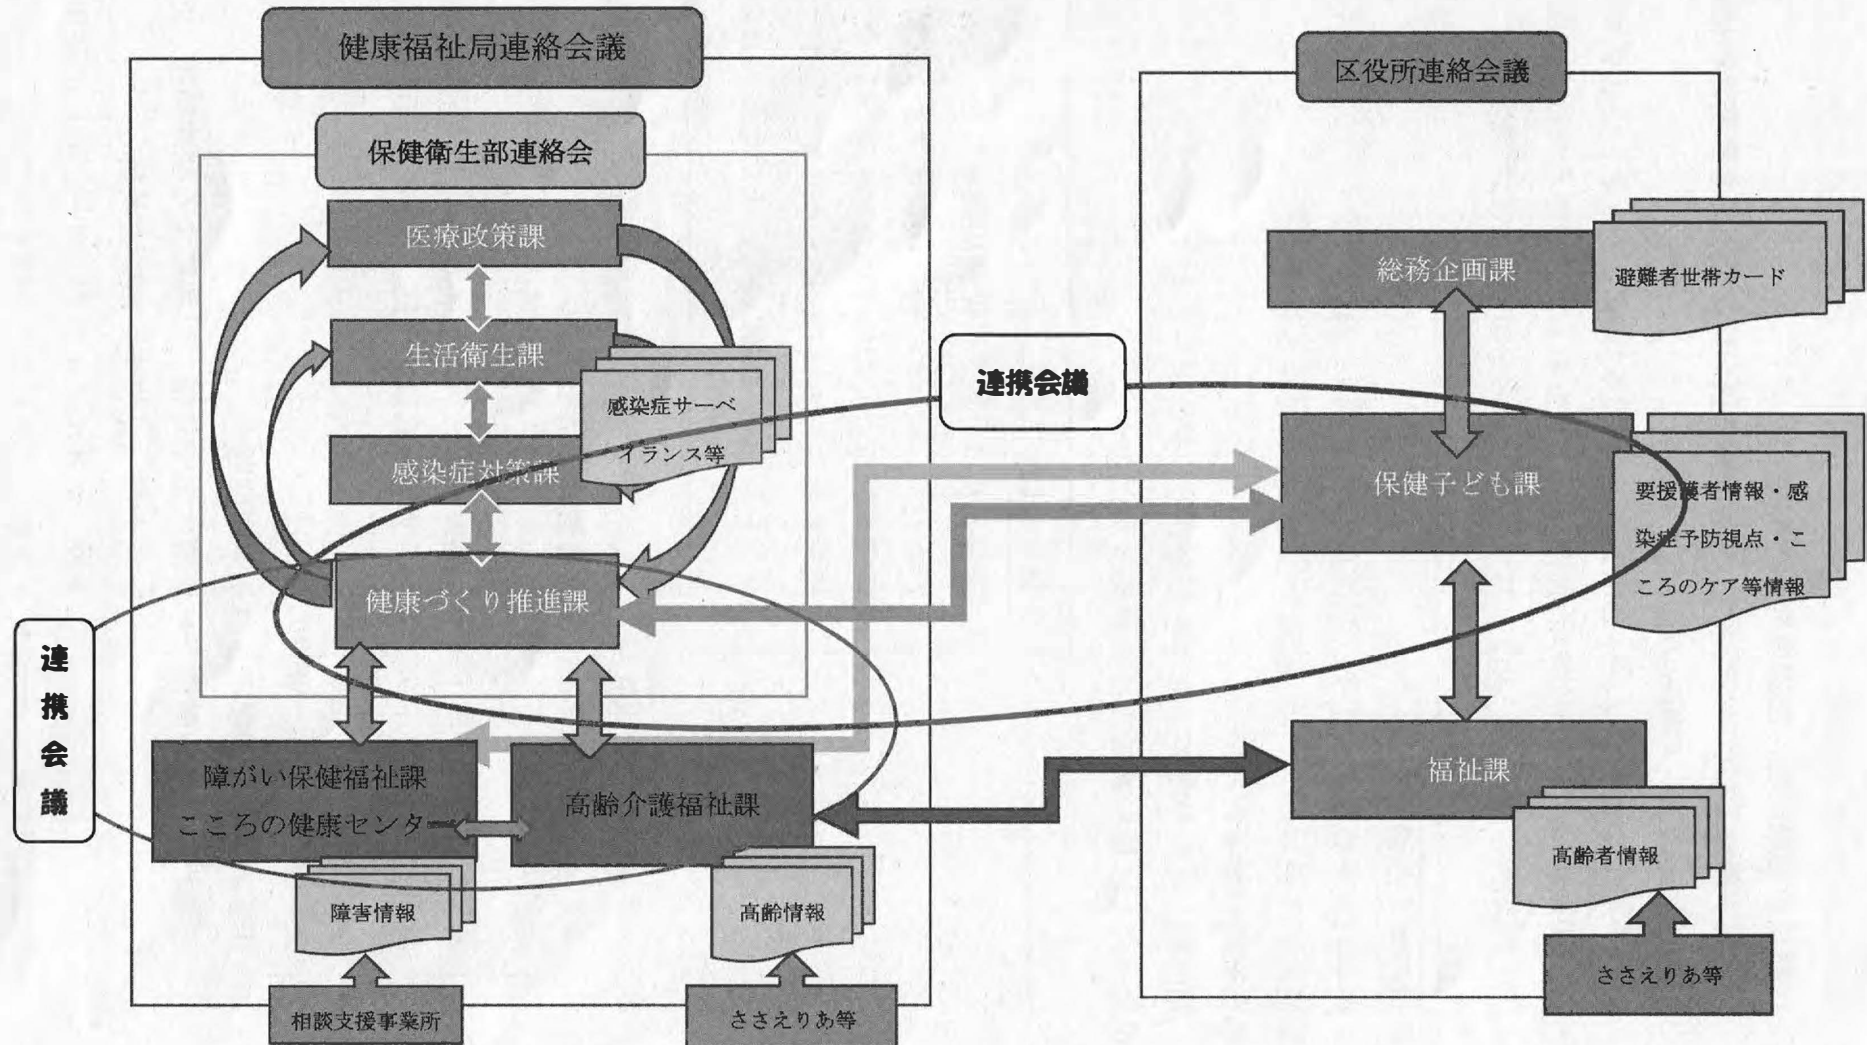 健康福祉局連絡会議
保健衛生部連絡会
医療政策課
生活衛生課
感染症サーベ
イランス等
感染症対策課
健康づくり推進課
連携会議
障がい保健福祉課
こころの健康センター
高齢介護福祉課
障害情報
高齢情報
相談支援事業所
ささえりあ等
連携会議
区役所連絡会議
総務企画課
避難者世帯カード
保健子ども課
要援護者情報・感
染症予防視点・こ
ころのケア等情報
福祉課
高齢者情報
ささえりあ等